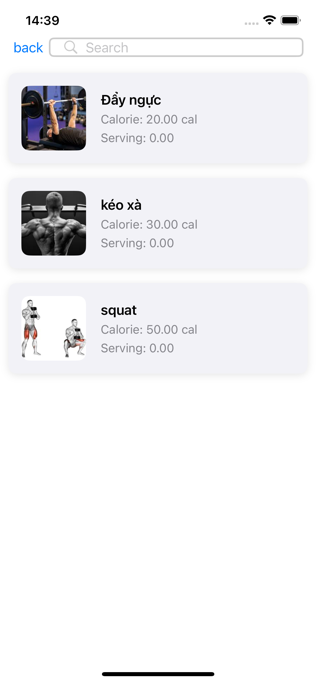 14:39
back
Search
Đẩy ngực
Calorie: 20.00 cal
Serving: 0.00
kéo xà
Calorie: 30.00 cal
Serving: 0.00
squat
Calorie: 50.00 cal
Serving: 0.00